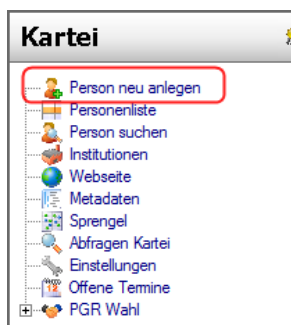 Kartei
Person neu anlegen
Personenliste
Person suchen
Institutionen
Webseite
Metadaten
Sprengel
Abfragen Kartei
Einstellungen
Offene Termine
PGR Wahl